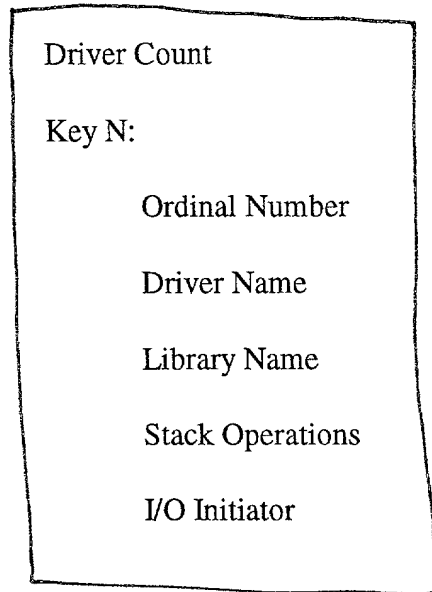 Driver Count
Key N:
Ordinal Number
Driver Name
Library Name
Stack Operations
I/O Initiator